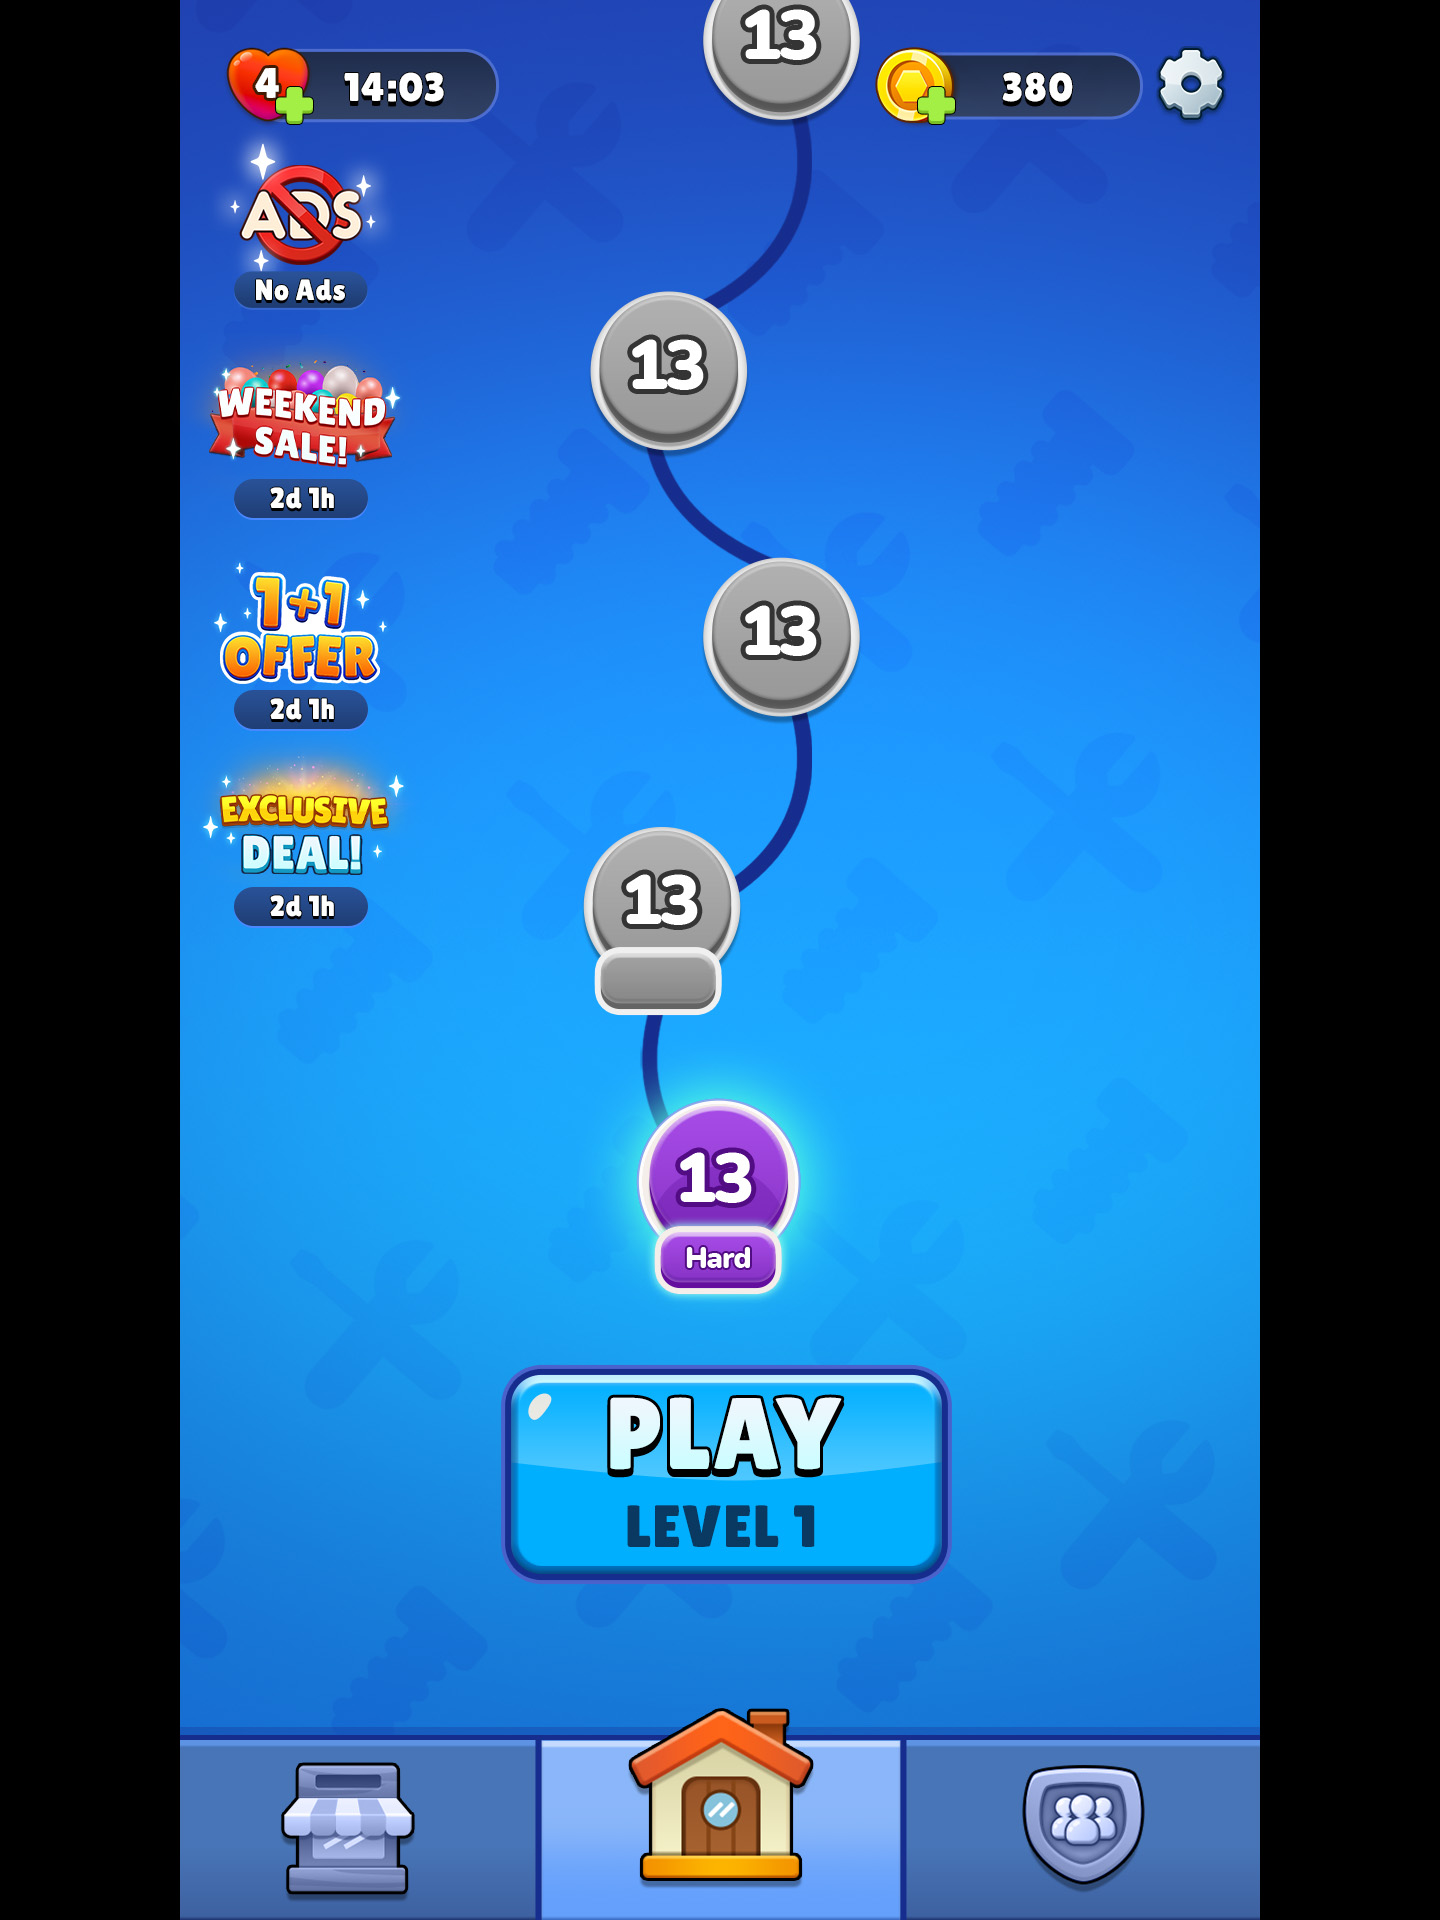 13
4
14:03
380
ADS
No Ads
13
WEEKEND
SALE!
2d 1h
1+1
OFFER
2d 1h
13
EXCLUSIVE
DEAL!
2d 1h
13
13
Hard
PLAY
LEVEL 1